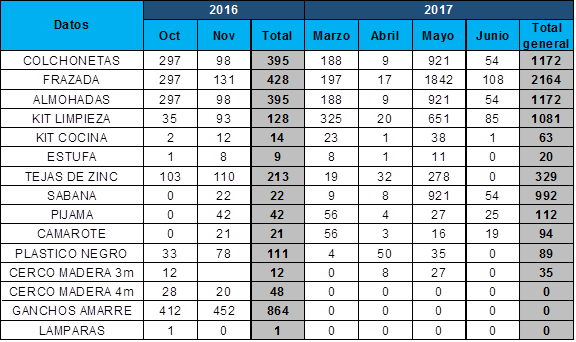 Datos 2016 2017
Oct Nov Total Marzo Abril Mayo Junio Total general
COLCHONETAS 297 98 395 188 9 921 54 1172
FRAZADA 297 131 428 197 17 1842 108 2164
ALMOHADAS 297 98 395 188 9 921 54 1172
KIT LIMPIEZA 35 93 128 325 20 651 85 1081
KIT COCINA 2 12 14 23 1 38 1 63
ESTUFA 1 8 9 8 1 11 0 20
TEJAS DE ZINC 103 110 213 19 32 278 0 329
SABANA 0 22 22 9 8 921 54 992
PIJAMA 0 42 42 56 4 27 25 112
CAMAROTE 0 21 21 56 3 16 19 94
PLASTICO NEGRO 33 78 111 4 50 35 0 89
CERCO MADERA 3m 12 12 0 8 27 0 35
CERCO MADERA 4m 28 20 48 0 0 0 0 0
GANCHOS AMARRE 412 452 864 0 0 0 0 0
LAMPARAS 1 0 1 0 0 0 0 0